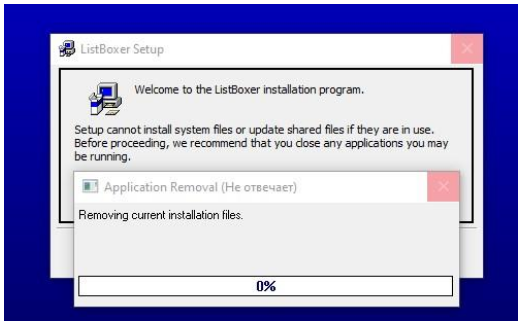 ListBoxer Setup
Welcome to the ListBoxer installation program.
Setup cannot install system files or update shared files if they are in use.
Before proceeding, we recommend that you close any applications you may
be running.
Application Removal (Не отвечает)
Removing current installation files.
0%